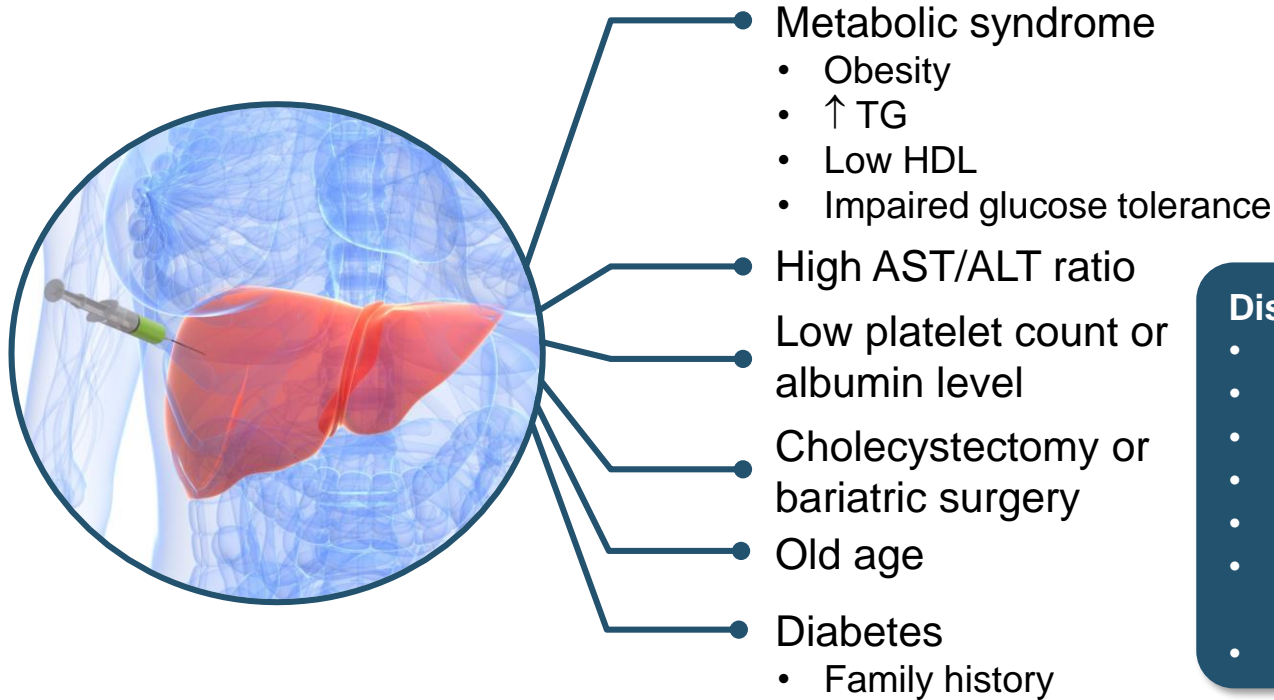 Metabolic syndrome
• Obesity
• ↑ TG
• Low HDL
• Impaired glucose tolerance
High AST/ALT ratio
Low platelet count or
albumin level
Cholecystectomy or
bariatric surgery
Old age
Diabetes
• Family history
Dis